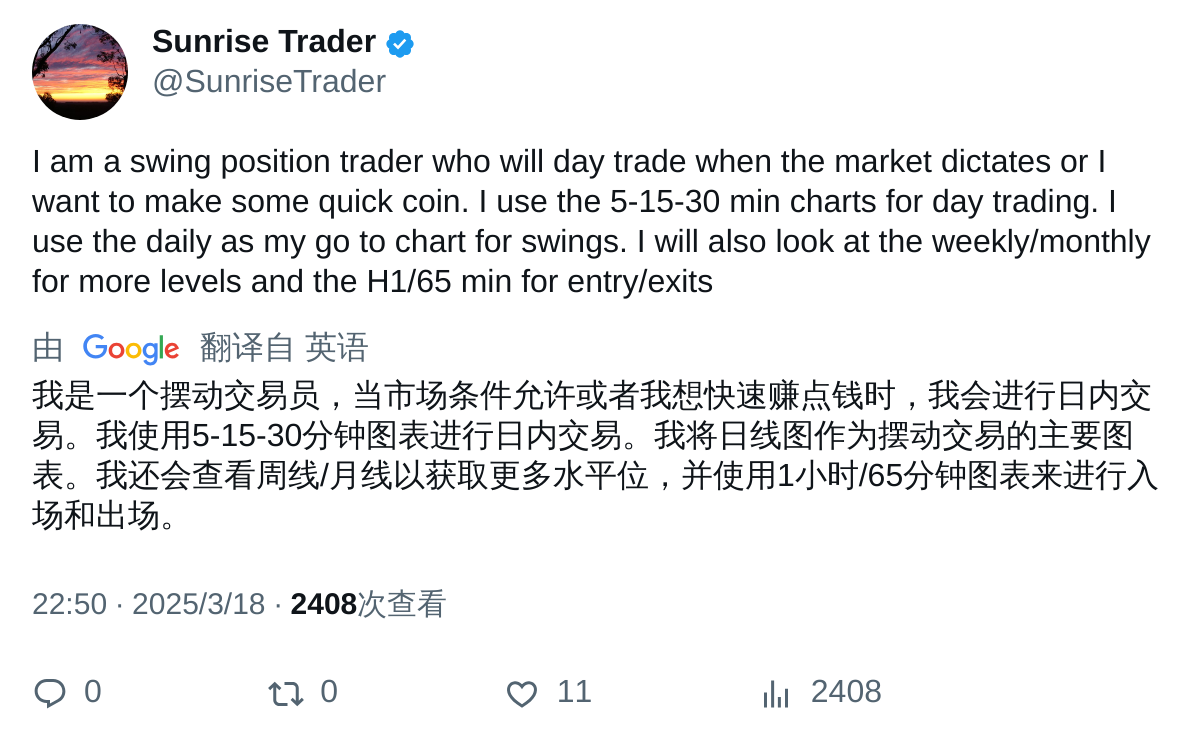 Sunrise Trader
@SunriseTrader
I am a swing position trader who will day trade when the market dictates or I
want to make some quick coin. I use the 5-15-30 min charts for day trading. I
use the daily as my go to chart for swings. I will also look at the weekly/monthly
for more levels and the H1/65 min for entry/exits
由 Google 翻译自 英语
我是一个摆动交易员，当市场条件允许或者我想快速赚点钱时，我会进行日内交
易。我使用5-15-30分钟图表进行日内交易。我将日线图作为摆动交易的主要图
表。我还会查看周线/月线以获取更多水平位，并使用1小时/65分钟图表来进行入
场和出场。
22:50 · 2025/3/18 · 2408次查看
0 0 11 2408